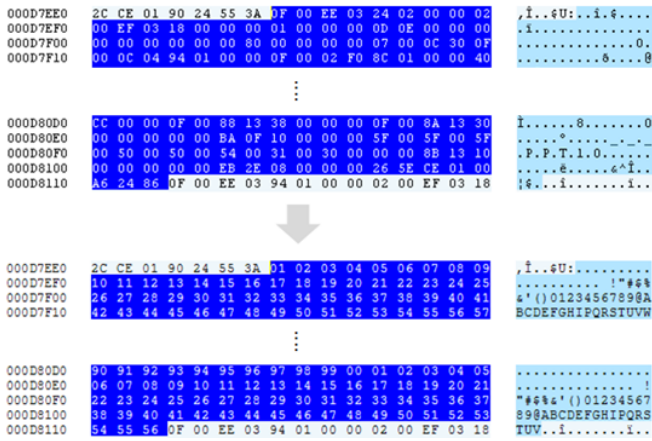 000D7EE0 2C CE 01 90 24 55 3A 0F 00 EE 03 24 02 00 00 02 ,Î..$U:..î.$....
000D7EF0 00 EF 03 18 00 00 00 01 00 00 00 0D 0E 00 00 00 .ï..............
000D7F00 00 00 00 00 00 00 80 00 00 00 00 07 00 0C 30 0F ..............0.
000D7F10 00 0C 04 94 01 00 00 0F 00 02 F0 8C 01 00 00 40 ..........ð....@
⋮
000D80D0 CC 00 00 0F 00 88 13 38 00 00 00 0F 00 8A 13 30 Ì......8.......0
000D80E0 00 00 00 00 00 BA 0F 10 00 00 00 5F 00 5F 00 5F .....º....._._._
000D80F0 00 50 00 50 00 54 00 31 00 30 00 00 00 8B 13 10 .P.P.T.1.0......
000D8100 00 00 00 00 00 EB 2E 08 00 00 00 26 5E CE 01 00 .....ë.....&^Î..
000D8110 A6 24 86 0F 00 EE 03 94 01 00 00 02 00 EF 03 18 ¦$...î.......ï..
000D7EE0 2C CE 01 90 24 55 3A 01 02 03 04 05 06 07 08 09 ,Î..$U:.........
000D7EF0 10 11 12 13 14 15 16 17 18 19 20 21 22 23 24 25 .......... !"#$%
000D7F00 26 27 28 29 30 31 32 33 34 35 36 37 38 39 40 41 &'()0123456789@A
000D7F10 42 43 44 45 46 47 48 49 50 51 52 53 54 55 56 57 BCDEFGHIPQRSTUVW
⋮
000D80D0 90 91 92 93 94 95 96 97 98 99 00 01 02 03 04 05 ................
000D80E0 06 07 08 09 10 11 12 13 14 15 16 17 18 19 20 21 .............. !
000D80F0 22 23 24 25 26 27 28 29 30 31 32 33 34 35 36 37 "#$%&'()01234567
000D8100 38 39 40 41 42 43 44 45 46 47 48 49 50 51 52 53 89@ABCDEFGHIPQRS
000D8110 54 55 56 0F 00 EE 03 94 01 00 00 02 00 EF 03 18 TUV..î.......ï..